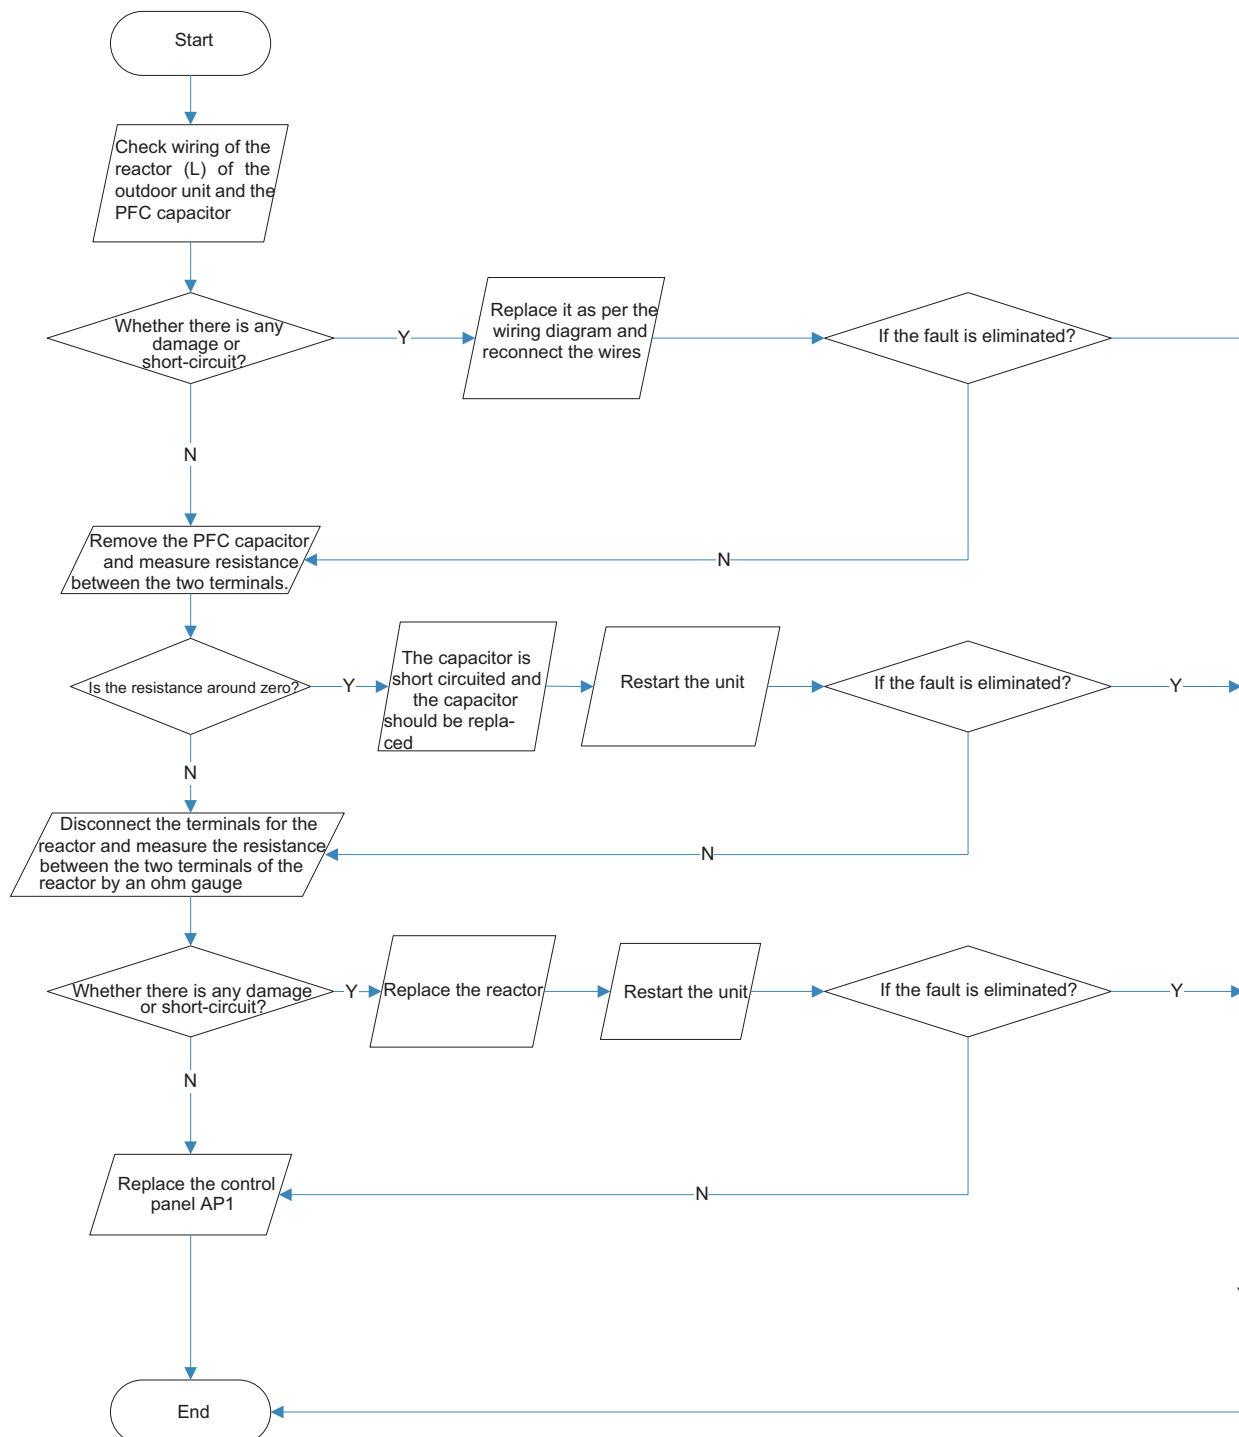 Start
Check wiring of the
reactor (L) of the
outdoor unit and the
PFC capacitor
Whether there is any
damage or
short-circuit?
Y
Replace it as per the
wiring diagram and
reconnect the wires
If the fault is eliminated?
N
Remove the PFC capacitor
and measure resistance
between the two terminals.
N
Is the resistance around zero?
Y
The capacitor is
short circuited and
the capacitor
should be repla-
ced
Restart the unit
If the fault is eliminated?
Y
N
Disconnect the terminals for the
reactor and measure the resistance
between the two terminals of the
reactor by an ohm gauge
N
Whether there is any damage
or short-circuit?
Y
Replace the reactor
Restart the unit
If the fault is eliminated?
Y
N
Replace the control
panel AP1
N
End